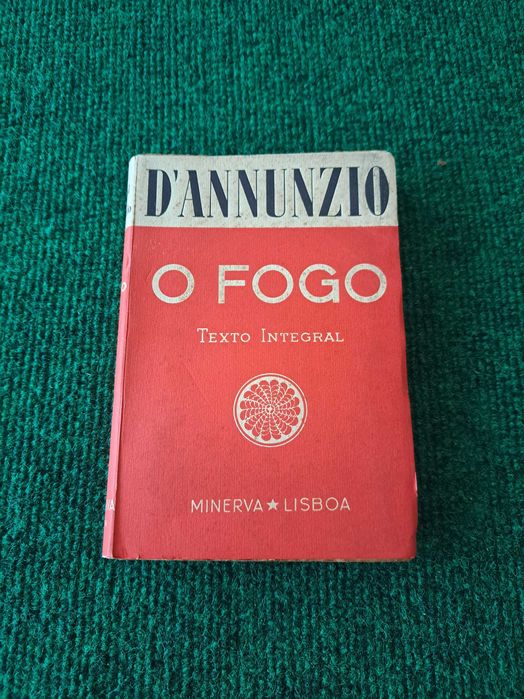 D'ANNUNZIO
O FOGO
TEXTO INTEGRAL
MINERVA ★ LISBOA